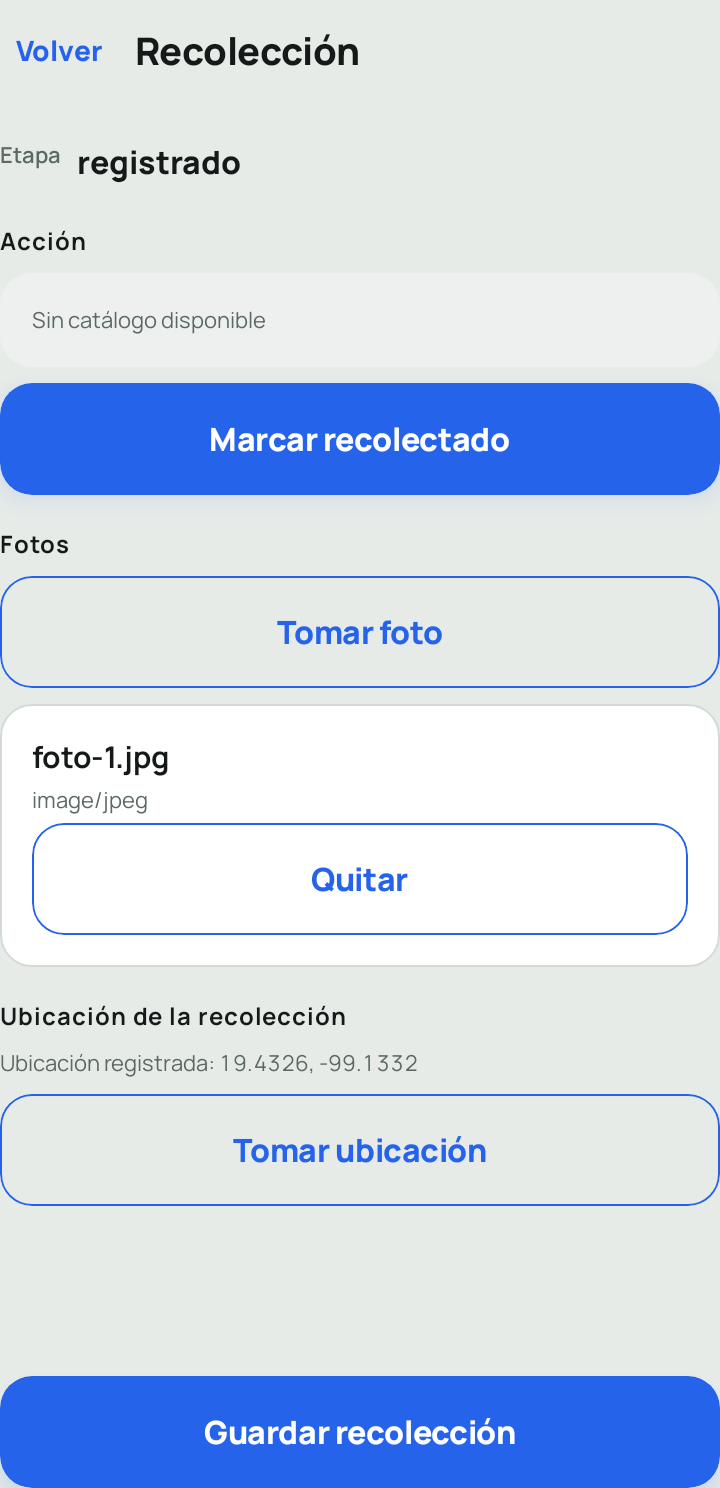 Volver Recolección
Etapa registrado
Acción
Sin catálogo disponible
Marcar recolectado
Fotos
Tomar foto
foto-1.jpg
image/jpeg
Quitar
Ubicación de la recolección
Ubicación registrada: 19.4326, -99.1332
Tomar ubicación
Guardar recolección